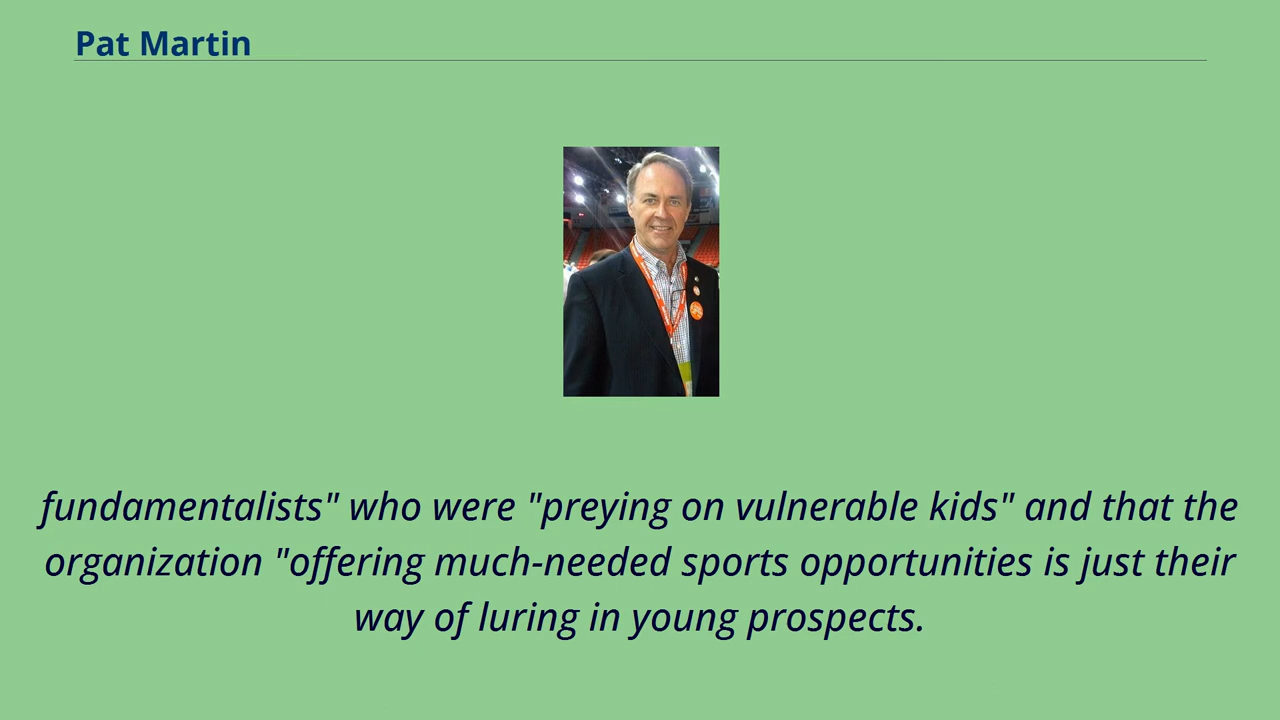 Pat Martin
fundamentalists" who were "preying on vulnerable kids" and that the
organization "offering much-needed sports opportunities is just their
way of luring in young prospects.